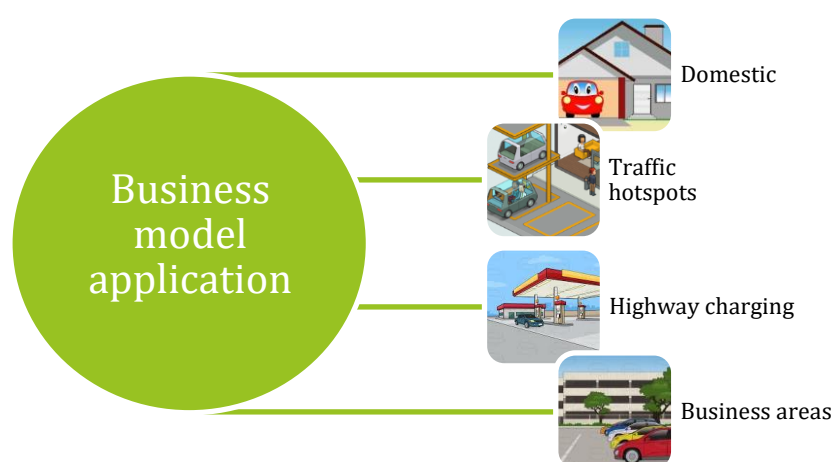 Business
model
application
Domestic
Traffic
hotspots
Highway charging
Business areas